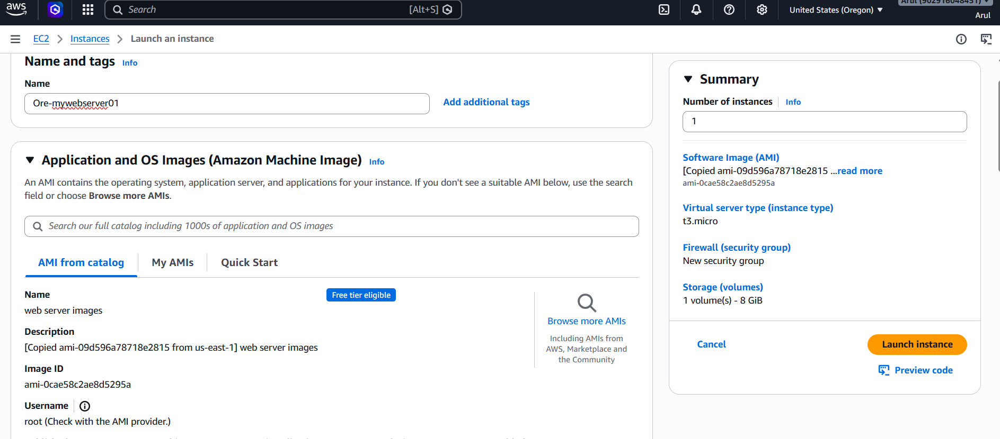 aws
Search
[Alt+S]
United States (Oregon)
Arul (902916048451)
Arul
EC2
Instances
Launch an instance
Name and tags Info
Name
Ore-mywebserver01
Add additional tags
Application and OS Images (Amazon Machine Image) Info
An AMI contains the operating system, application server, and applications for your instance. If you don't see a suitable AMI below, use the search
field or choose Browse more AMIs.
Search our full catalog including 1000s of application and OS images
AMI from catalog
My AMIs
Quick Start
Name
Free tier eligible
web server images
Description
[Copied ami-09d596a78718e2815 from us-east-1] web server images
Image ID
ami-0cae58c2ae8d5295a
Username
root (Check with the AMI provider.)
Browse more AMIs
Including AMIs from
AWS, Marketplace and
the Community
Summary
Number of instances Info
1
Software Image (AMI)
[Copied ami-09d596a78718e2815 ...read more
ami-0cae58c2ae8d5295a
Virtual server type (instance type)
t3.micro
Firewall (security group)
New security group
Storage (volumes)
1 volume(s) - 8 GiB
Cancel
Launch instance
Preview code